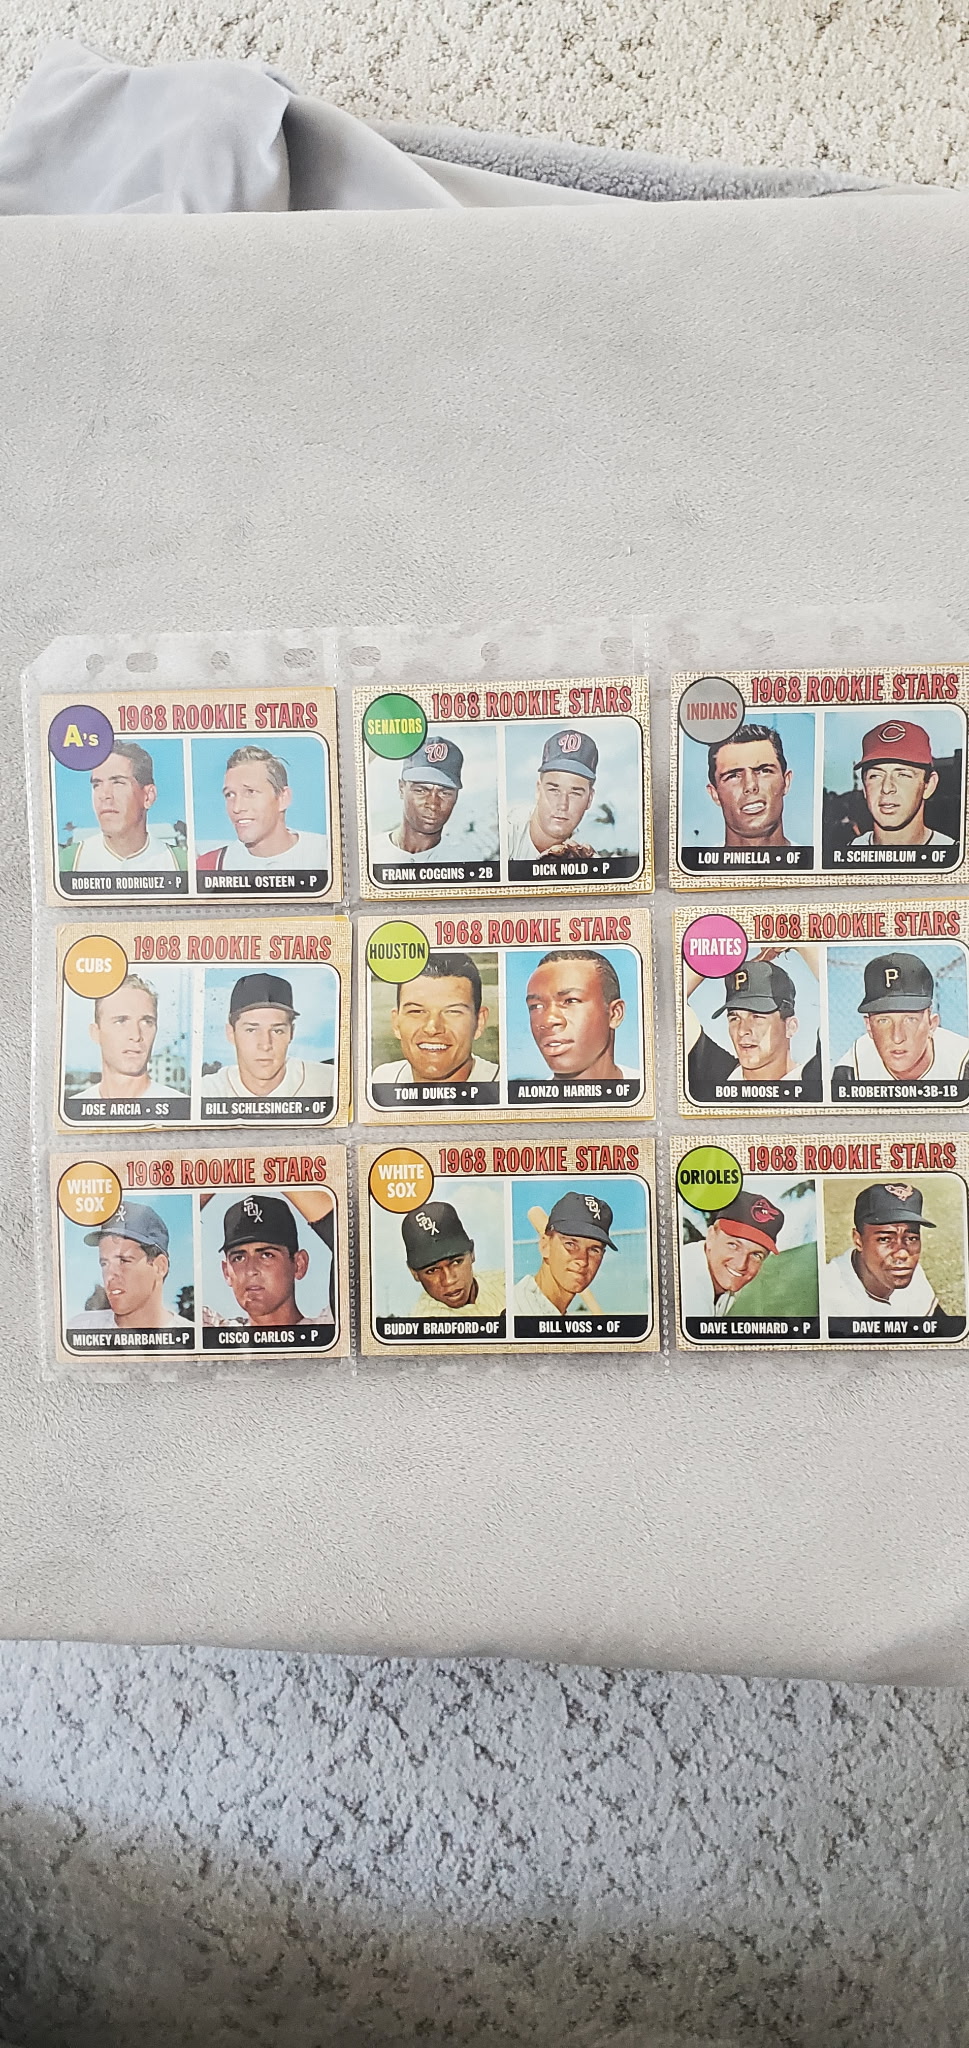 A's
1968 ROOKIE STARS
ROBERTO RODRIGUEZ • P
DARRELL OSTEEN • P
SENATORS
1968 ROOKIE STARS
W
W
FRANK COGGINS • 2B
DICK NOLD • P
INDIANS
1968 ROOKIE STARS
C
LOU PINIELLA • OF
R. SCHEINBLUM • OF
CUBS
1968 ROOKIE STARS
JOSE ARCIA • SS
BILL SCHLESINGER • OF
HOUSTON
1968 ROOKIE STARS
TOM DUKES • P
ALONZO HARRIS • OF
PIRATES
1968 ROOKIE STARS
P
P
BOB MOOSE • P
B. ROBERTSON•3B-1B
WHITE
SOX
1968 ROOKIE STARS
SOX
MICKEY ABARBANEL•P
CISCO CARLOS • P
WHITE
SOX
1968 ROOKIE STARS
SOX
SOX
BUDDY BRADFORD•OF
BILL VOSS • OF
ORIOLES
1968 ROOKIE STARS
DAVE LEONHARD • P
DAVE MAY • OF